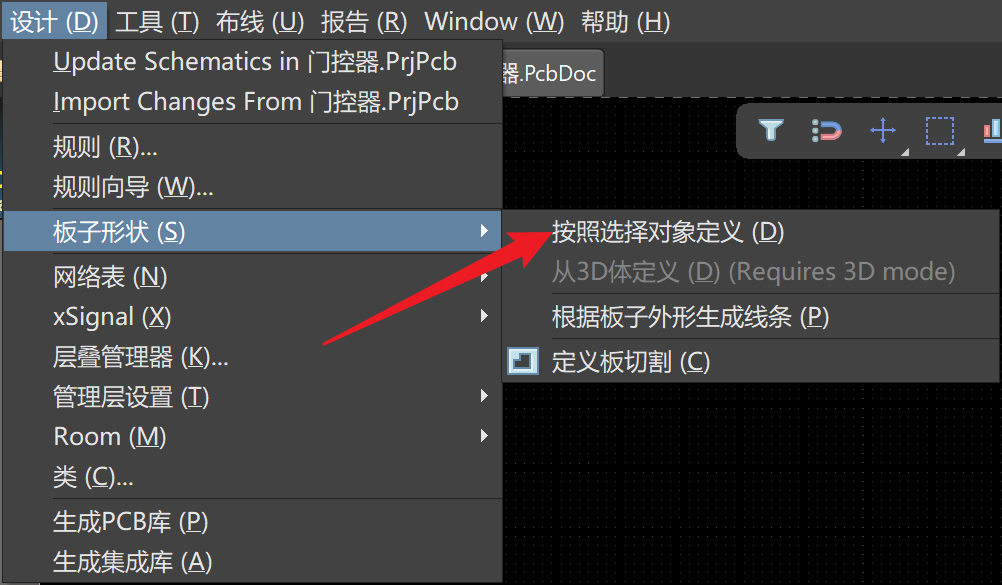 设计 (D) 工具 (T) 布线 (U) 报告 (R) Window (W) 帮助 (H)
Update Schematics in 门控器.PrjPcb
器.PcbDoc
Import Changes From 门控器.PrjPcb
规则 (R)...
规则向导 (W)...
板子形状 (S)
按照选择对象定义 (D)
从3D体定义 (D) (Requires 3D mode)
网络表 (N)
xSignal (X)
根据板子外形生成线条 (P)
层叠管理器 (K)...
定义板切割 (C)
管理层设置 (T)
Room (M)
类 (C)...
生成PCB库 (P)
生成集成库 (A)